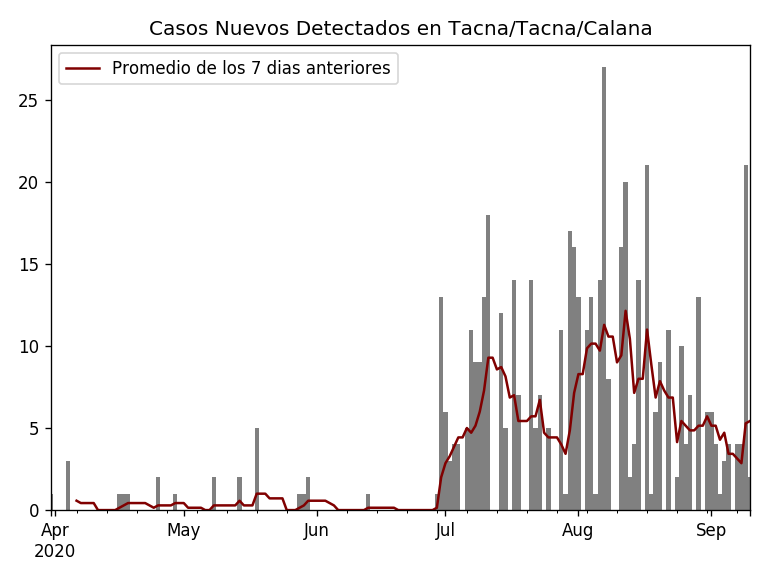 Casos Nuevos Detectados en Tacna/Tacna/Calana
Promedio de los 7 dias anteriores
25
20
15
10
5
0
Apr May Jun Jul Aug Sep
2020